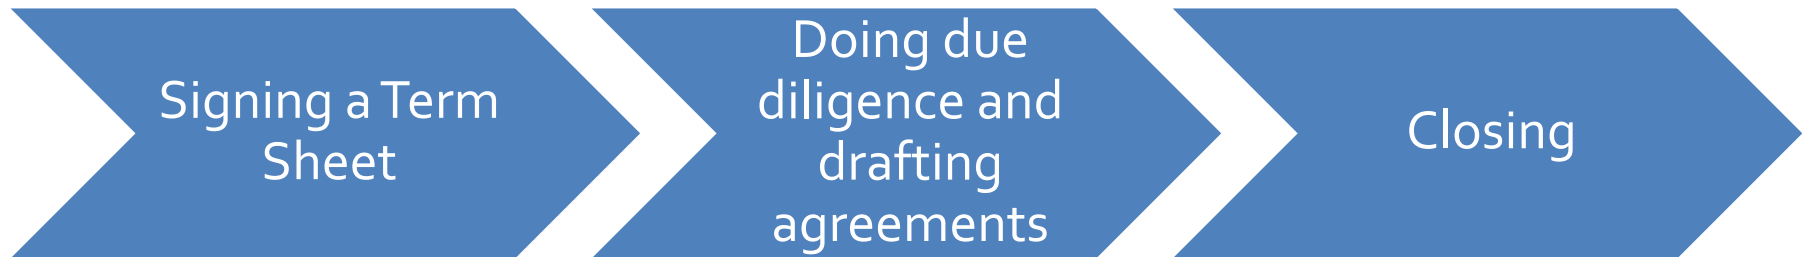 Signing a Term
Sheet
Doing due
diligence and
drafting
agreements
Closing